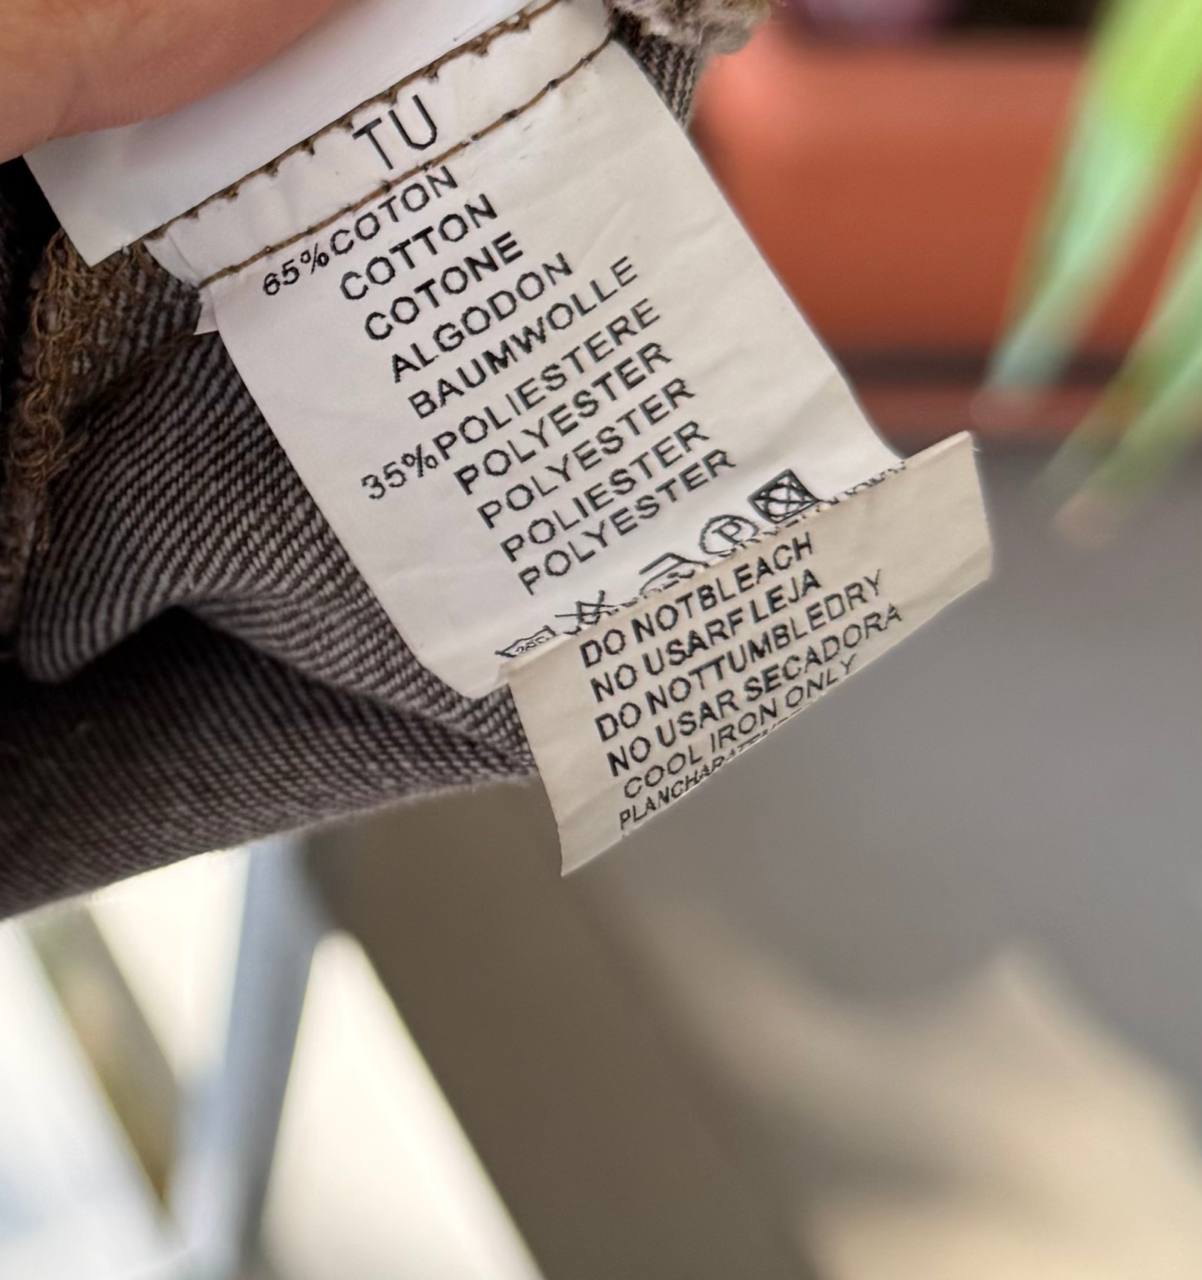 TU
65%COTON
COTTON
COTONE
ALGODON
BAUMWOLLE
35%POLIESTERE
POLYESTER
POLYESTER
POLIESTER
POLYESTER
P
DO NOTBLEACH
NO USARF LEJA
DO NOTTUMBLEDRY
NO USAR SECADORA
COOL IRON ONLY